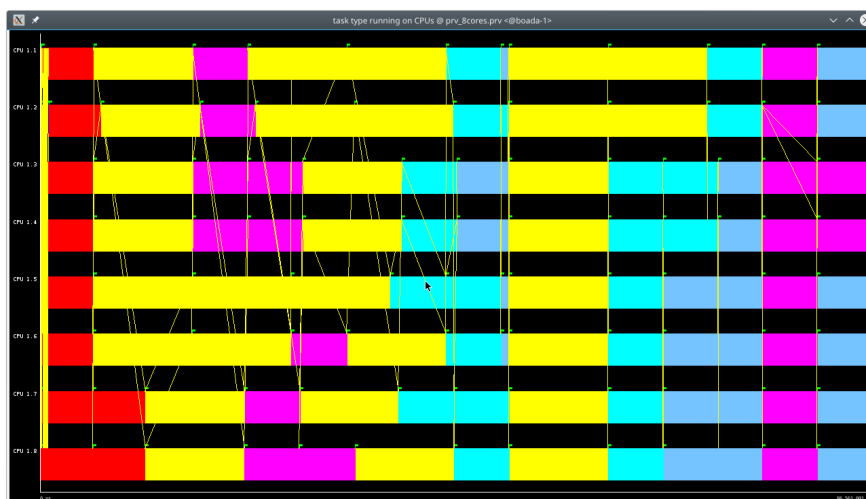 task type running on CPUs @ prv_8cores.prv <@boada-1>
CPU 1.1
CPU 1.2
CPU 1.3
CPU 1.4
CPU 1.5
CPU 1.6
CPU 1.7
CPU 1.8